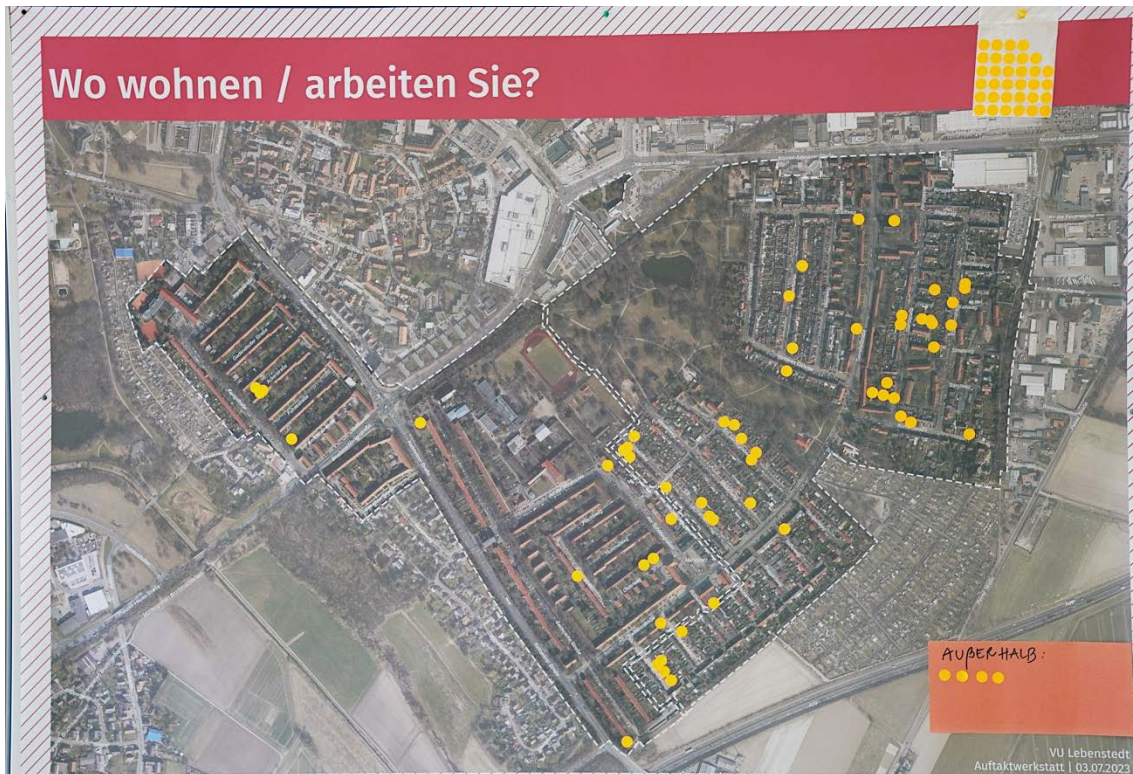 Wo wohnen / arbeiten Sie?
AUßERHALB:
VU Lebenstedt
Auftaktwerkstatt | 03.07.2023